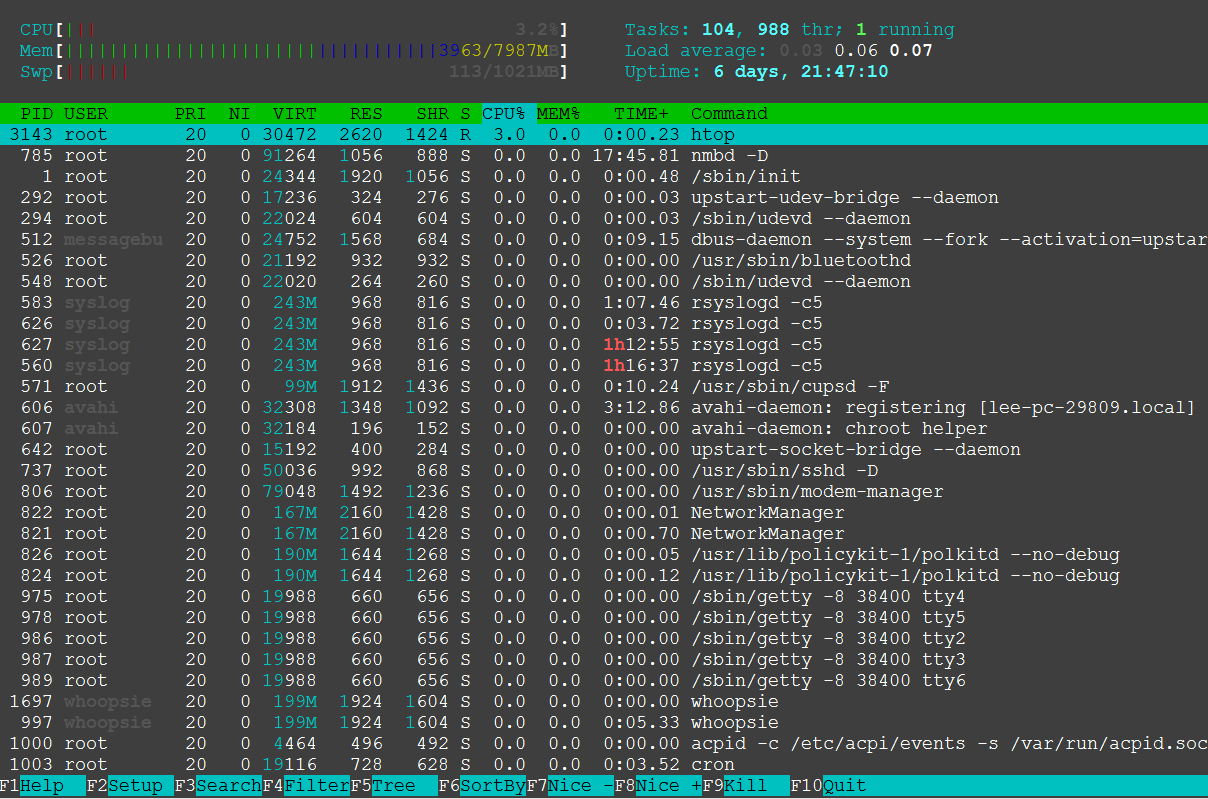 CPU[||| 3.2%] Tasks: 104, 988 thr; 1 running
Mem[||||||||||||||||||||||||||||||||||3963/7987MB] Load average: 0.03 0.06 0.07
Swp[|||||| 113/1021MB] Uptime: 6 days, 21:47:10
PID USER PRI NI VIRT RES SHR S CPU% MEM% TIME+ Command
3143 root 20 0 30472 2620 1424 R 3.0 0.0 0:00.23 htop
785 root 20 0 91264 1056 888 S 0.0 0.0 17:45.81 nmbd -D
1 root 20 0 24344 1920 1056 S 0.0 0.0 0:00.48 /sbin/init
292 root 20 0 17236 324 276 S 0.0 0.0 0:00.03 upstart-udev-bridge --daemon
294 root 20 0 22024 604 604 S 0.0 0.0 0:00.03 /sbin/udevd --daemon
512 messagebu 20 0 24752 1568 684 S 0.0 0.0 0:09.15 dbus-daemon --system --fork --activation=upstar
526 root 20 0 21192 932 932 S 0.0 0.0 0:00.00 /usr/sbin/bluetoothd
548 root 20 0 22020 264 260 S 0.0 0.0 0:00.00 /sbin/udevd --daemon
583 syslog 20 0 243M 968 816 S 0.0 0.0 1:07.46 rsyslogd -c5
626 syslog 20 0 243M 968 816 S 0.0 0.0 0:03.72 rsyslogd -c5
627 syslog 20 0 243M 968 816 S 0.0 0.0 1h12:55 rsyslogd -c5
560 syslog 20 0 243M 968 816 S 0.0 0.0 1h16:37 rsyslogd -c5
571 root 20 0 99M 1912 1436 S 0.0 0.0 0:10.24 /usr/sbin/cupsd -F
606 avahi 20 0 32308 1348 1092 S 0.0 0.0 3:12.86 avahi-daemon: registering [lee-pc-29809.local]
607 avahi 20 0 32184 196 152 S 0.0 0.0 0:00.00 avahi-daemon: chroot helper
642 root 20 0 15192 400 284 S 0.0 0.0 0:00.00 upstart-socket-bridge --daemon
737 root 20 0 50036 992 868 S 0.0 0.0 0:00.00 /usr/sbin/sshd -D
806 root 20 0 79048 1492 1236 S 0.0 0.0 0:00.00 /usr/sbin/modem-manager
822 root 20 0 167M 2160 1428 S 0.0 0.0 0:00.01 NetworkManager
821 root 20 0 167M 2160 1428 S 0.0 0.0 0:00.70 NetworkManager
826 root 20 0 190M 1644 1268 S 0.0 0.0 0:00.05 /usr/lib/policykit-1/polkitd --no-debug
824 root 20 0 190M 1644 1268 S 0.0 0.0 0:00.12 /usr/lib/policykit-1/polkitd --no-debug
975 root 20 0 19988 660 656 S 0.0 0.0 0:00.00 /sbin/getty -8 38400 tty4
978 root 20 0 19988 660 656 S 0.0 0.0 0:00.00 /sbin/getty -8 38400 tty5
986 root 20 0 19988 660 656 S 0.0 0.0 0:00.00 /sbin/getty -8 38400 tty2
987 root 20 0 19988 660 656 S 0.0 0.0 0:00.00 /sbin/getty -8 38400 tty3
989 root 20 0 19988 660 656 S 0.0 0.0 0:00.00 /sbin/getty -8 38400 tty6
1697 whoopsie 20 0 199M 1924 1604 S 0.0 0.0 0:00.00 whoopsie
997 whoopsie 20 0 199M 1924 1604 S 0.0 0.0 0:05.33 whoopsie
1000 root 20 0 4464 496 492 S 0.0 0.0 0:00.00 acpid -c /etc/acpi/events -s /var/run/acpid.soc
1003 root 20 0 19116 728 628 S 0.0 0.0 0:03.52 cron
F1Help F2Setup F3SearchF4FilterF5Tree F6SortByF7Nice -F8Nice +F9Kill F10Quit